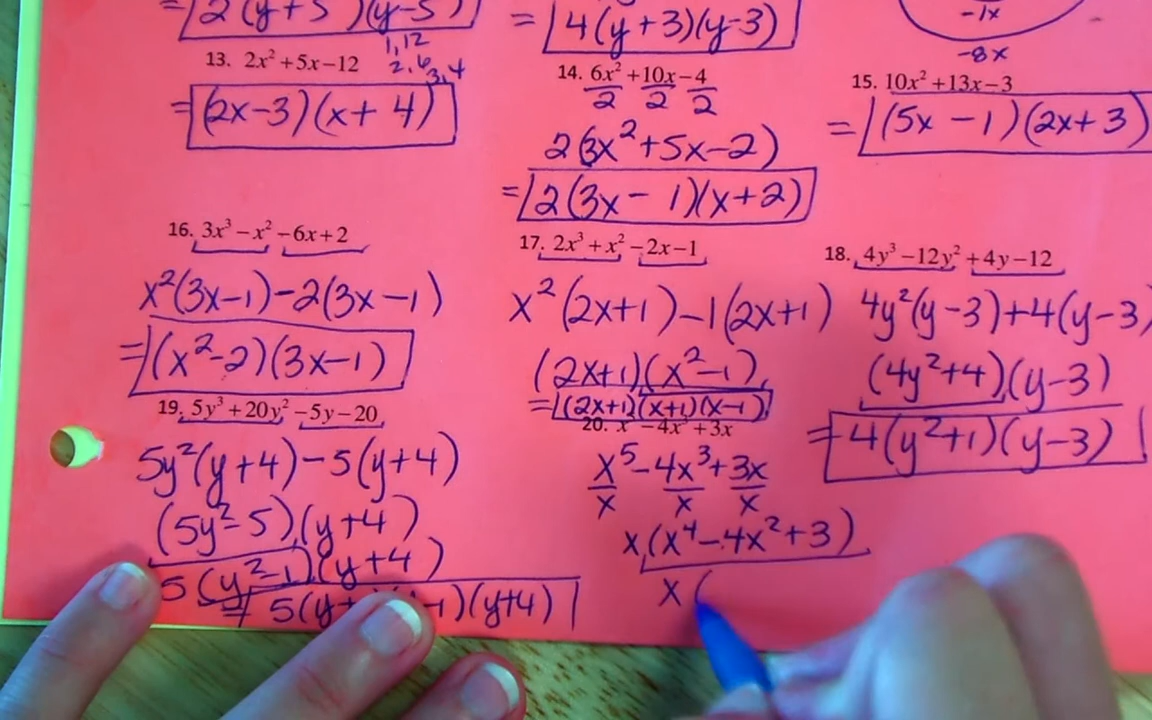 = 2(y+5)(y-5)
= 4(y+3)(y-3)
-1x
-8x
13. 2x² +5x−12
1,12
2,6
3,4
= (2x-3)(x+4)
14. 6x² +10x − 4
2 2 2
2(3x²+5x-2)
= 2(3x-1)(x+2)
15. 10x² +13x −3
= (5x-1)(2x+3)
16. 3x³ − x² −6x+2
x²(3x-1)-2(3x-1)
= (x²-2)(3x-1)
17. 2x³ + x² −2x−1
x²(2x+1)-1(2x+1)
(2x+1)(x²-1)
= (2x+1)(x+1)(x-1)
18. 4y³ −12y² +4y−12
4y²(y-3)+4(y-3)
(4y²+4)(y-3)
= 4(y²+1)(y-3)
19. 5y³ +20y² −5y−20
5y²(y+4)-5(y+4)
(5y²-5)(y+4)
5(y²-1)(y+4)
= 5(y+ -1)(y+4)
20. x − 4x + 3x
x⁵-4x³+3x
x x x
x(x⁴-4x²+3)
x(